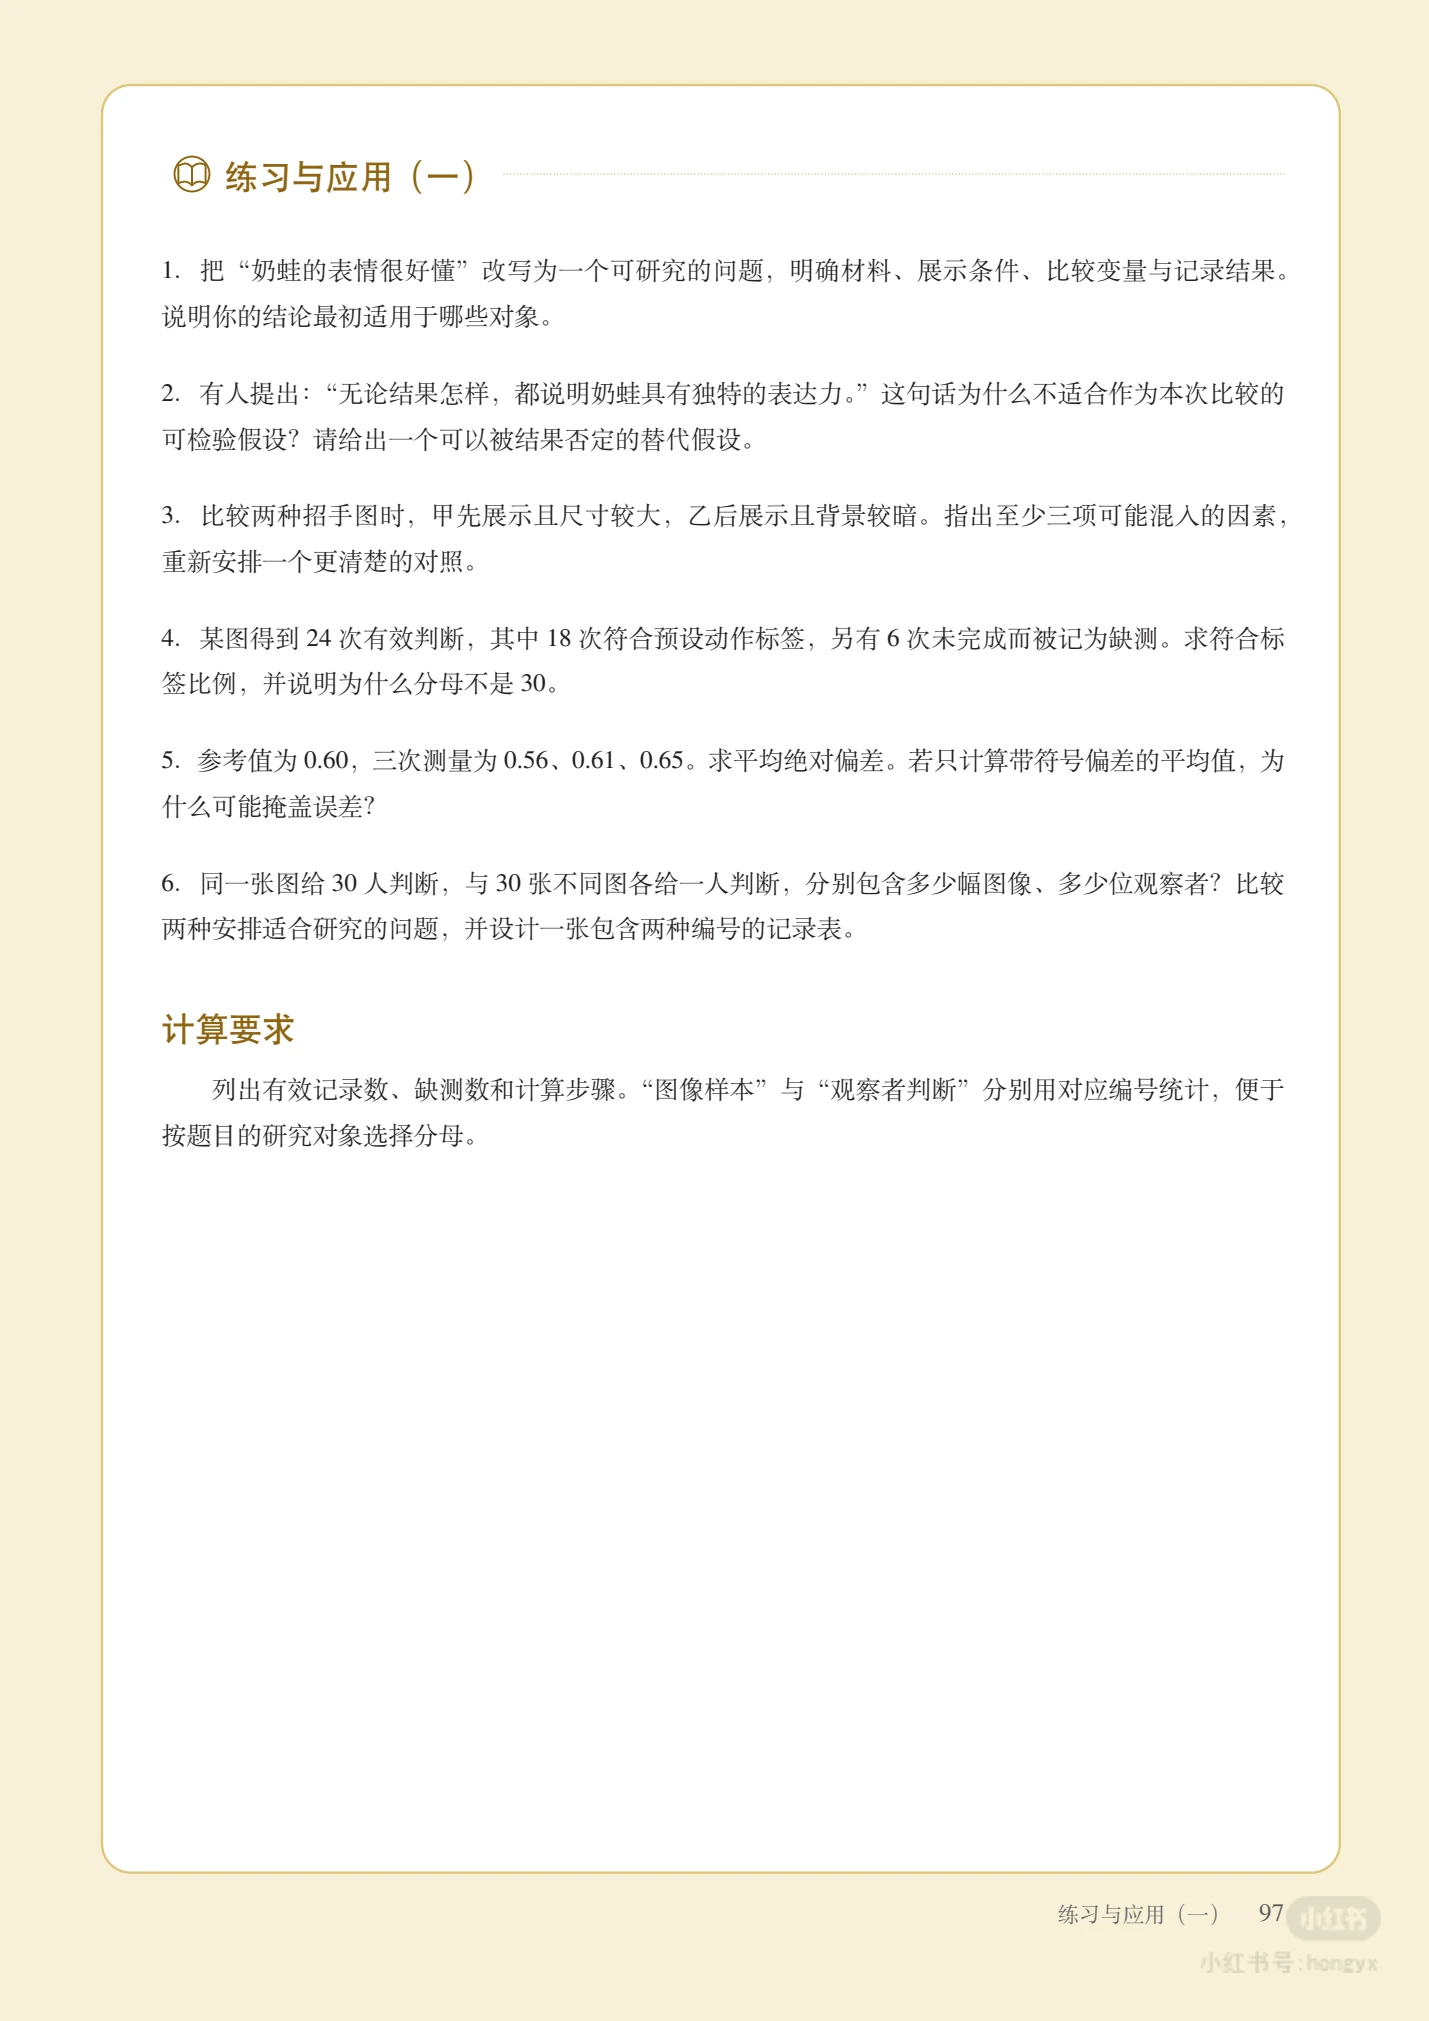 练习与应用（一）
1. 把“奶蛙的表情很好懂”改写为一个可研究的问题，明确材料、展示条件、比较变量与记录结果。
说明你的结论最初适用于哪些对象。
2. 有人提出：“无论结果怎样，都说明奶蛙具有独特的表达力。”这句话为什么不适合作为本次比较的
可检验假设？请给出一个可以被结果否定的替代假设。
3. 比较两种招手图时，甲先展示且尺寸较大，乙后展示且背景较暗。指出至少三项可能混入的因素，
重新安排一个更清楚的对照。
4. 某图得到 24 次有效判断，其中 18 次符合预设动作标签，另有 6 次未完成而被记为缺测。求符合标
签比例，并说明为什么分母不是 30。
5. 参考值为 0.60，三次测量为 0.56、0.61、0.65。求平均绝对偏差。若只计算带符号偏差的平均值，为
什么可能掩盖误差？
6. 同一张图给 30 人判断，与 30 张不同图各给一人判断，分别包含多少幅图像、多少位观察者？比较
两种安排适合研究的问题，并设计一张包含两种编号的记录表。
计算要求
列出有效记录数、缺测数和计算步骤。“图像样本”与“观察者判断”分别用对应编号统计，便于
按题目的研究对象选择分母。
练习与应用（一） 97
小红书
小红书号:hongyx